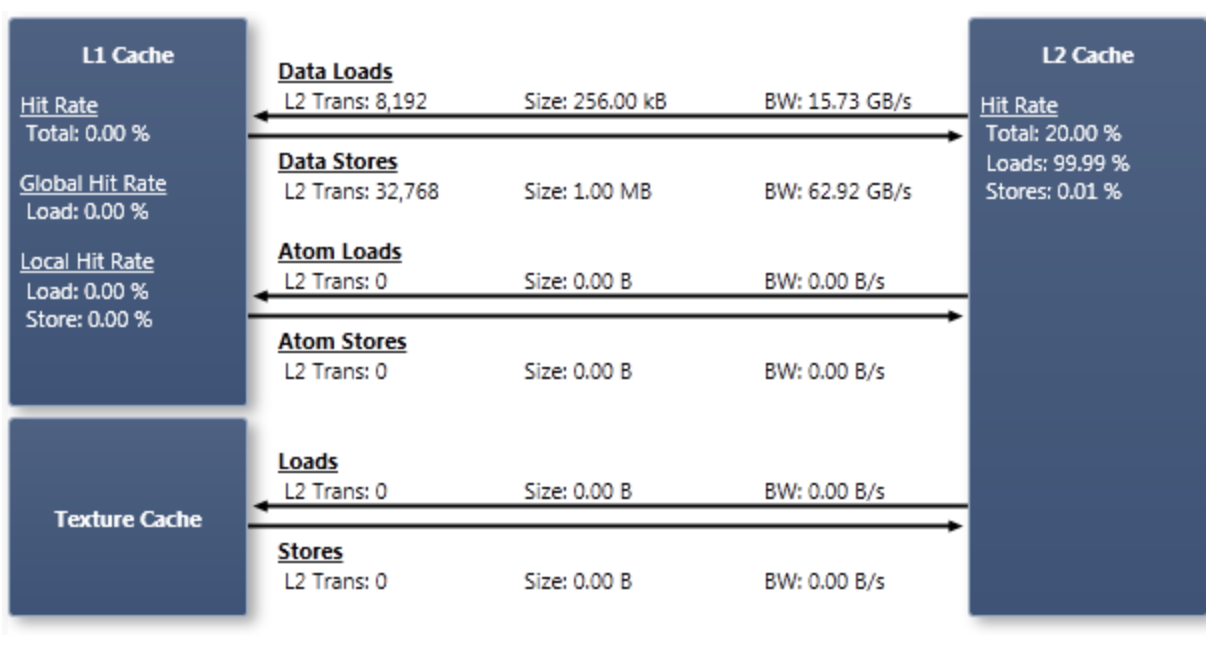 L1 Cache
Hit Rate
Total: 0.00 %
Global Hit Rate
Load: 0.00 %
Local Hit Rate
Load: 0.00 %
Store: 0.00 %
Data Loads
L2 Trans: 8,192 Size: 256.00 kB BW: 15.73 GB/s
Data Stores
L2 Trans: 32,768 Size: 1.00 MB BW: 62.92 GB/s
Atom Loads
L2 Trans: 0 Size: 0.00 B BW: 0.00 B/s
Atom Stores
L2 Trans: 0 Size: 0.00 B BW: 0.00 B/s
Texture Cache
Loads
L2 Trans: 0 Size: 0.00 B BW: 0.00 B/s
Stores
L2 Trans: 0 Size: 0.00 B BW: 0.00 B/s
L2 Cache
Hit Rate
Total: 20.00 %
Loads: 99.99 %
Stores: 0.01 %